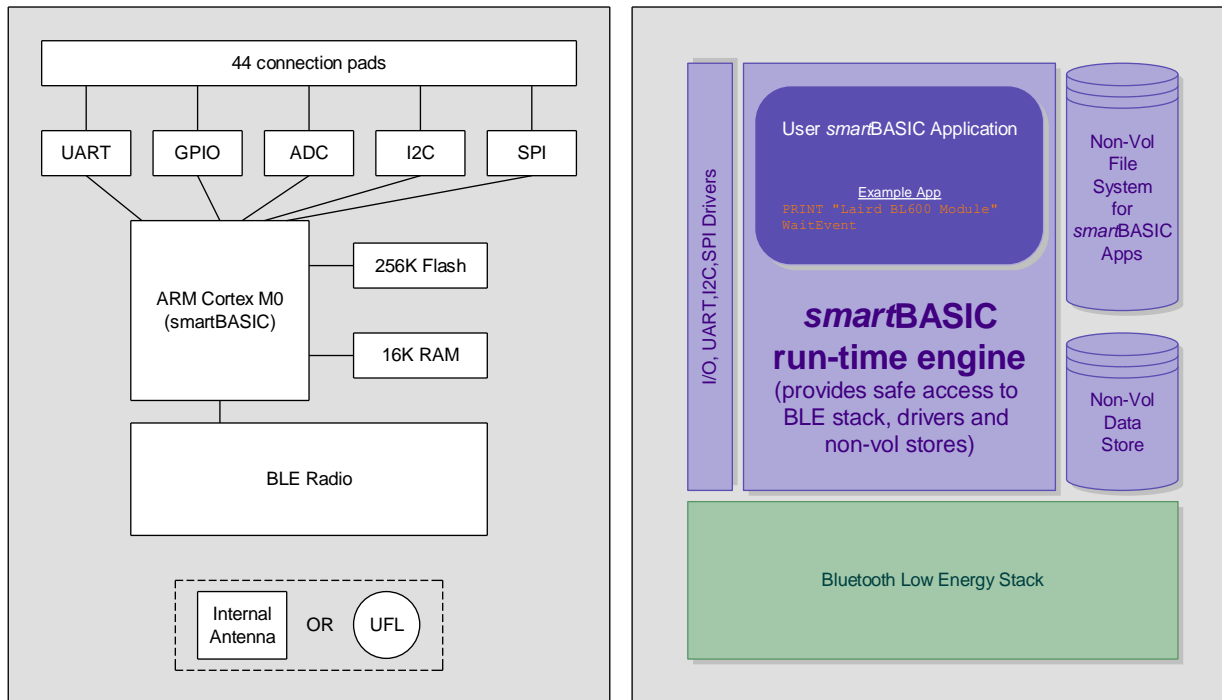 44 connection pads
UART
GPIO
ADC
I2C
SPI
ARM Cortex M0
(smartBASIC)
256K Flash
16K RAM
BLE Radio
Internal
Antenna
OR
UFL
I/O, UART,I2C,SPI Drivers
User smartBASIC Application
Example App
PRINT "Laird BL600 Module"
WaitEvent
smartBASIC
run-time engine
(provides safe access to
BLE stack, drivers and
non-vol stores)
Non-Vol
File
System
for
smartBASIC
Apps
Non-Vol
Data
Store
Bluetooth Low Energy Stack